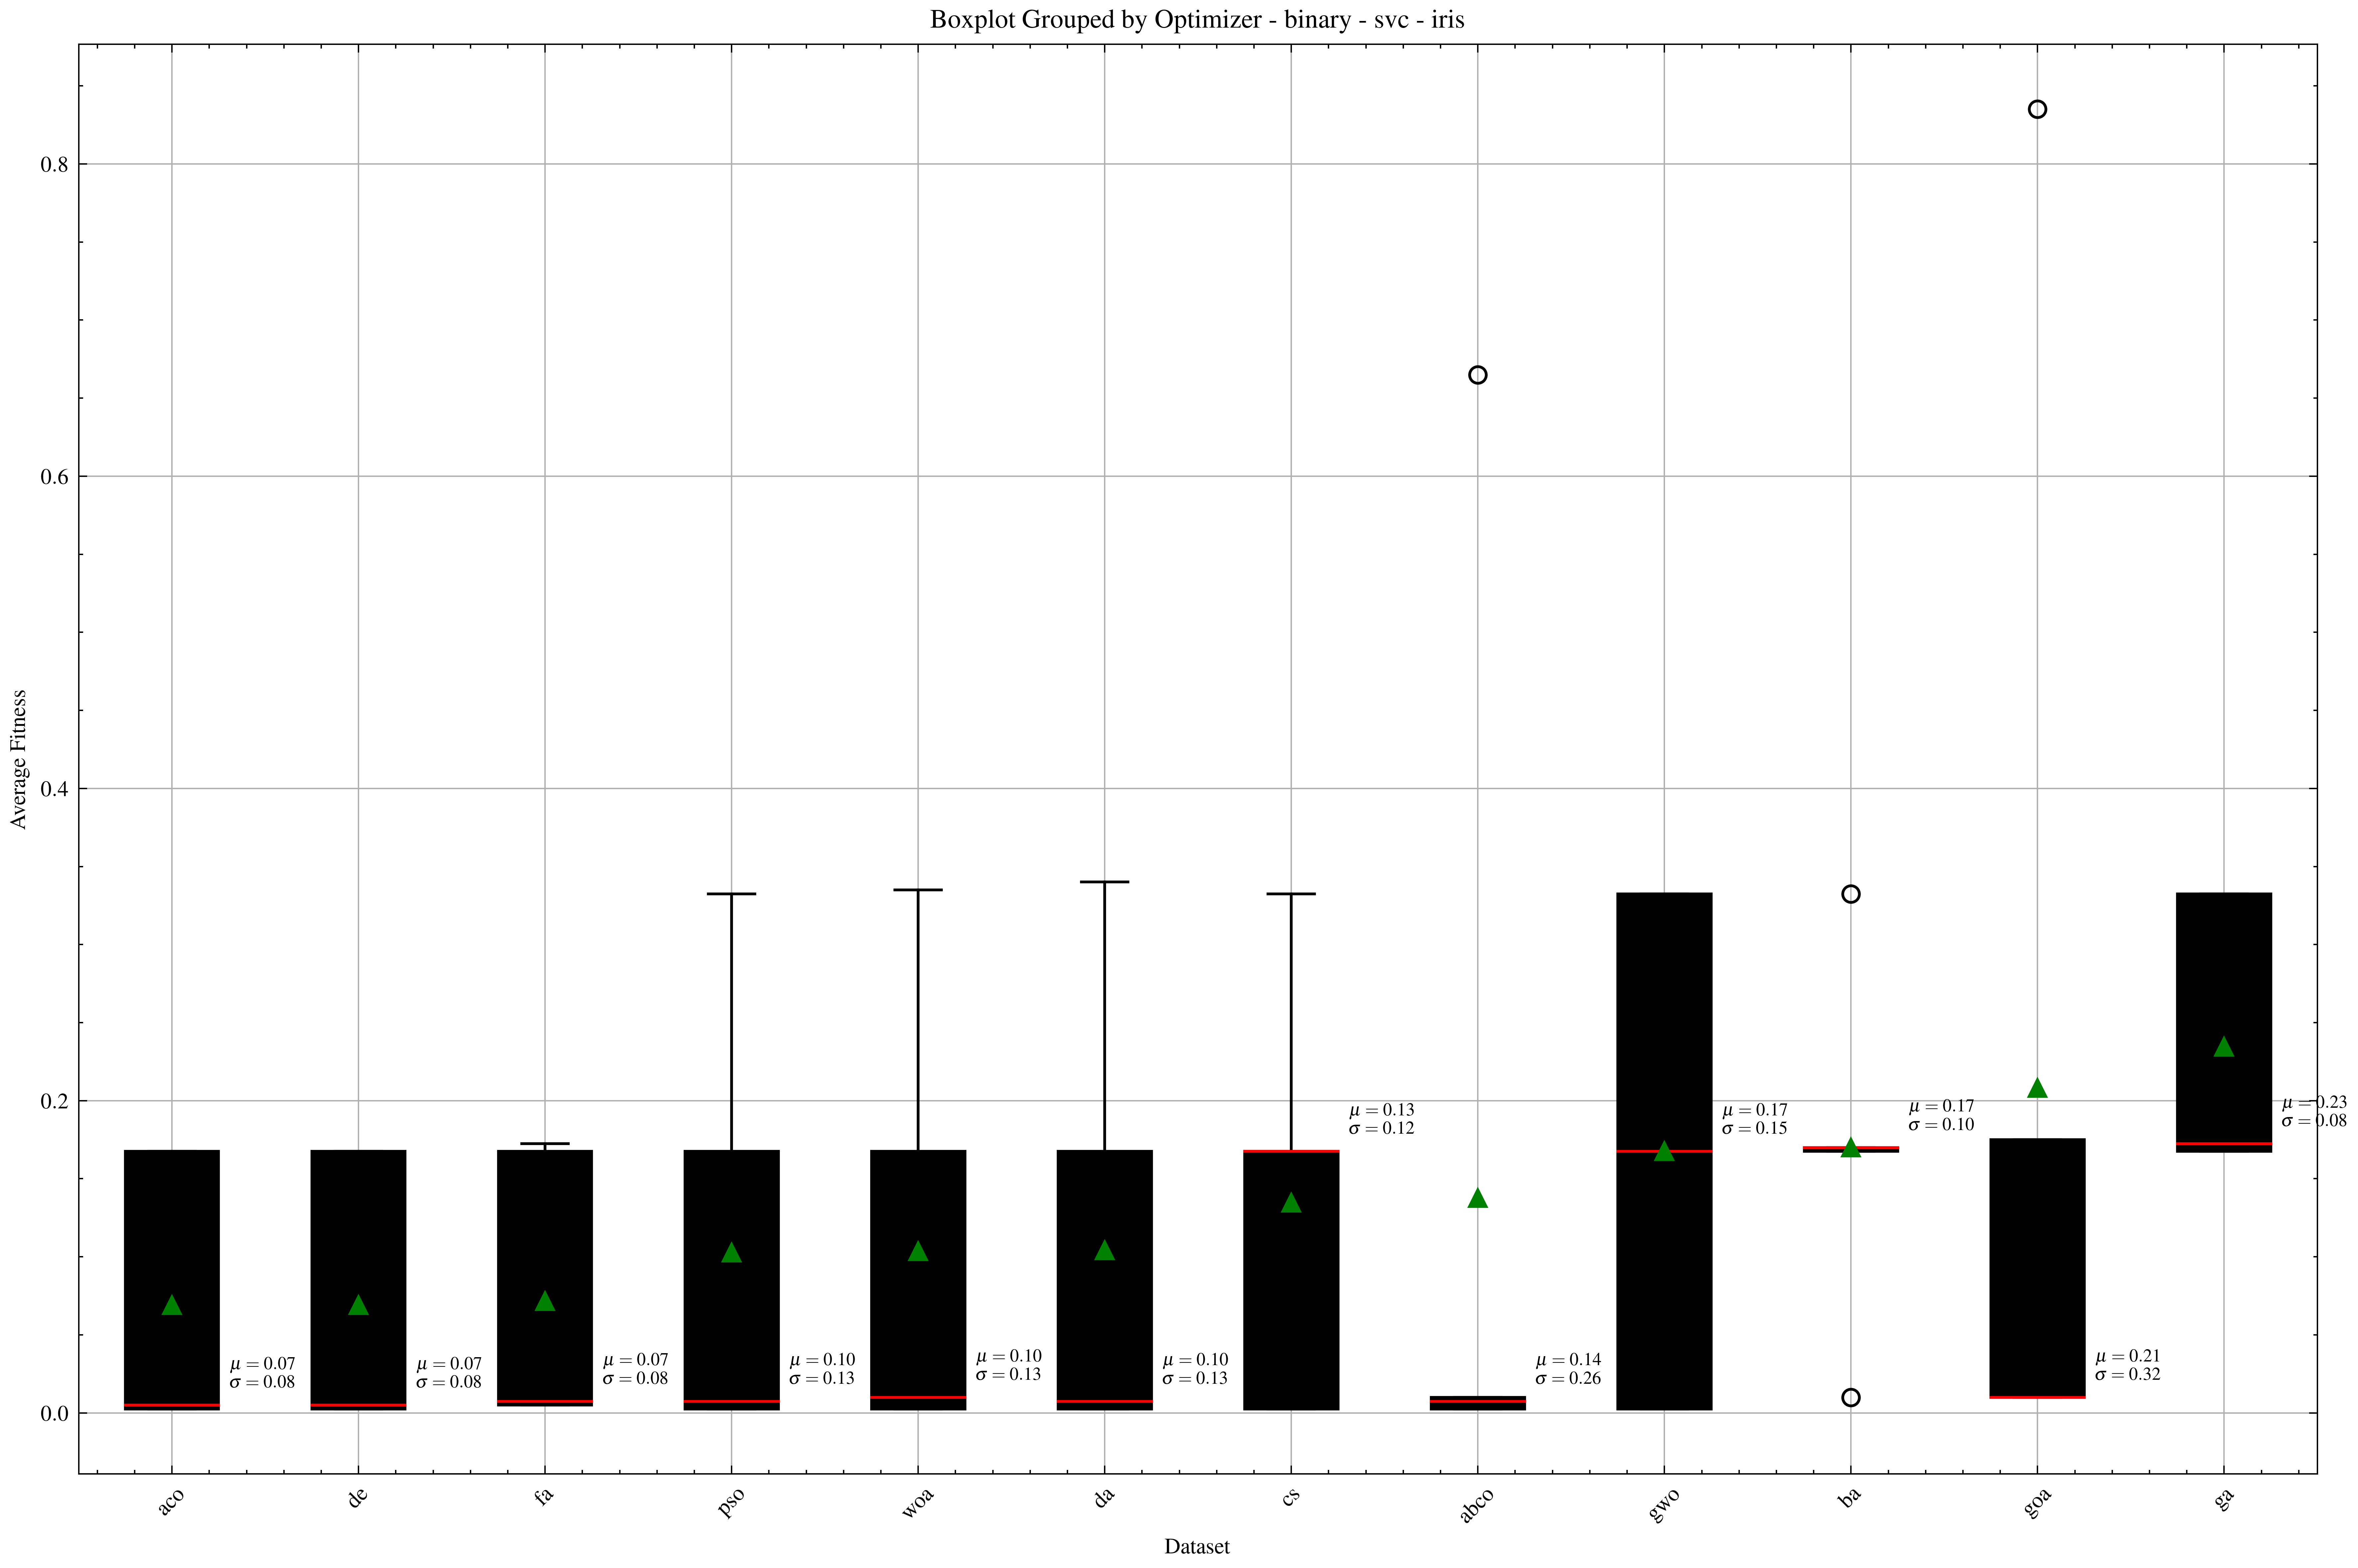 Boxplot Grouped by Optimizer - binary - svc - iris
Average Fitness
0.8
0.6
0.4
0.2
0.0
μ = 0.07
σ = 0.08
μ = 0.07
σ = 0.08
μ = 0.07
σ = 0.08
μ = 0.10
σ = 0.13
μ = 0.10
σ = 0.13
μ = 0.10
σ = 0.13
μ = 0.13
σ = 0.12
μ = 0.14
σ = 0.26
μ = 0.17
σ = 0.15
μ = 0.17
σ = 0.10
μ = 0.21
σ = 0.32
μ = 0.23
σ = 0.08
aco
de
fa
pso
woa
da
cs
abco
gwo
ba
goa
ga
Dataset